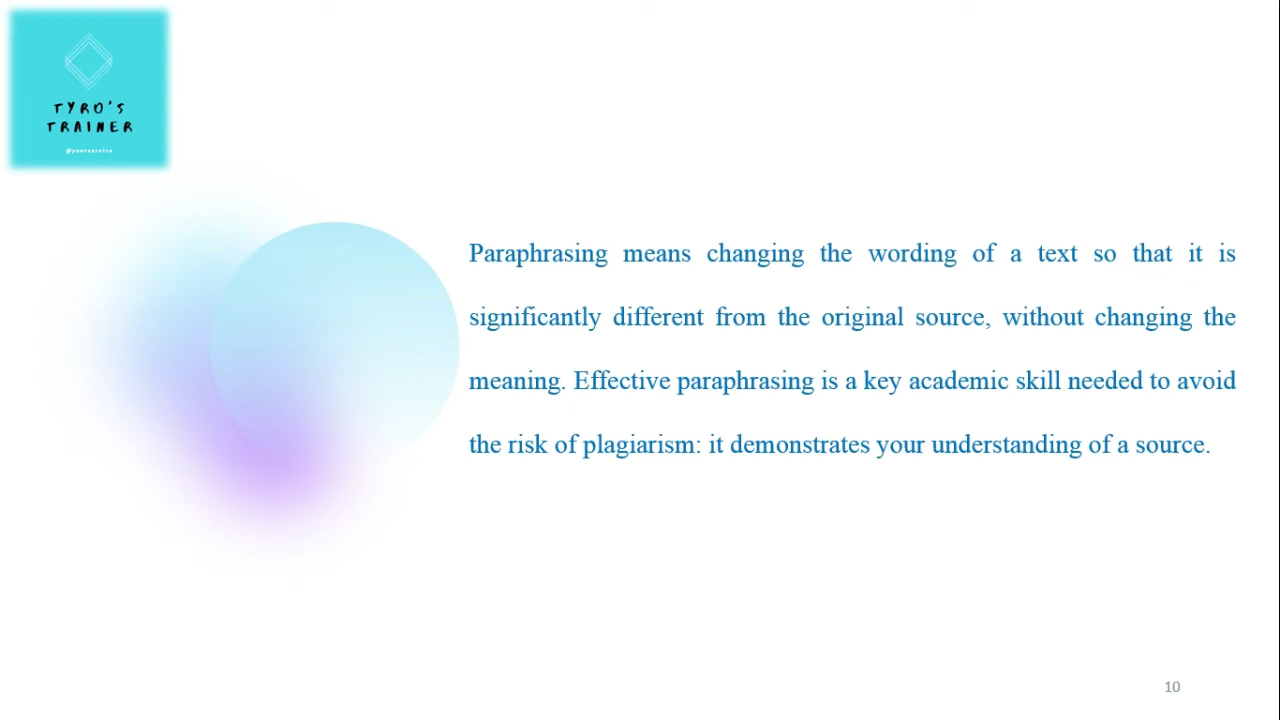 TYRO'S
TRAINER
@yourservice
Paraphrasing means changing the wording of a text so that it is
significantly different from the original source, without changing the
meaning. Effective paraphrasing is a key academic skill needed to avoid
the risk of plagiarism: it demonstrates your understanding of a source.
10